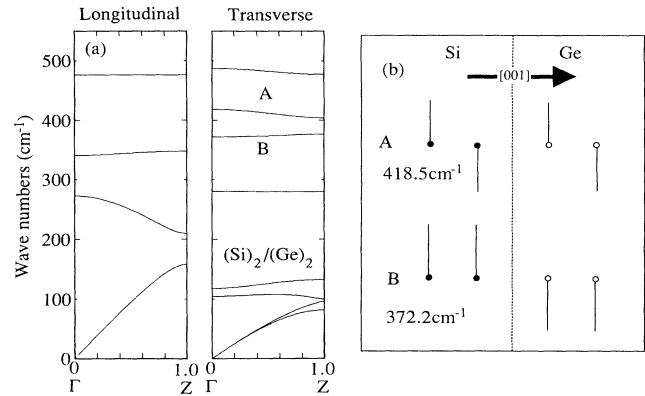 Longitudinal
Transverse
(a)
500
400
300
200
100
0
Wave numbers (cm⁻¹)
A
B
(Si)₂/(Ge)₂
0
1.0
0
1.0
Γ
Z
Γ
Z
Si
Ge
(b)
[001]
A
418.5cm⁻¹
B
372.2cm⁻¹